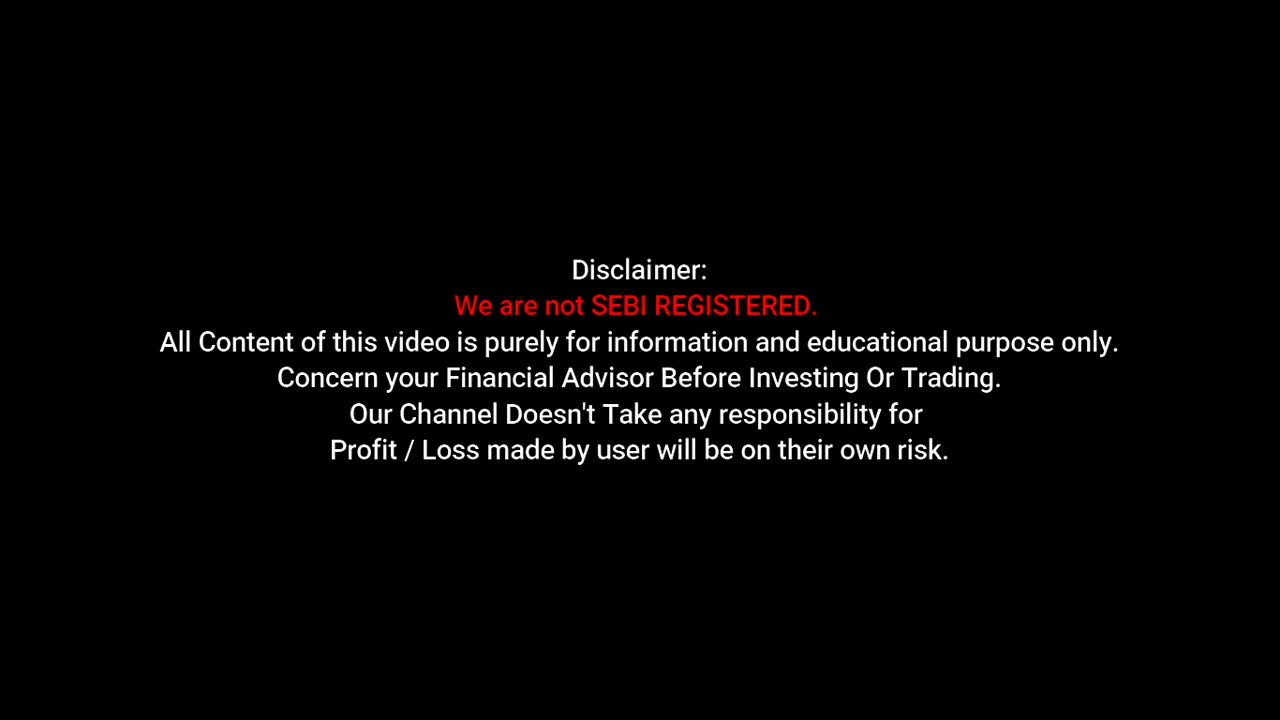 Disclaimer:
We are not SEBI REGISTERED.
All Content of this video is purely for information and educational purpose only.
Concern your Financial Advisor Before Investing Or Trading.
Our Channel Doesn't Take any responsibility for
Profit / Loss made by user will be on their own risk.